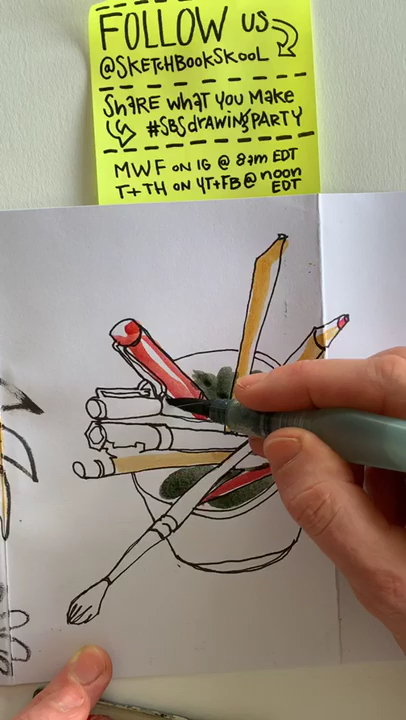 FOLLOW us
@SKETCHBOOKSKOOL
SHARE WHAT YOU MAKE
#SBSdRAWINGPARTY
MWF ON IG @ 8am EDT
T+TH ON YT+FB @ noon
EDT